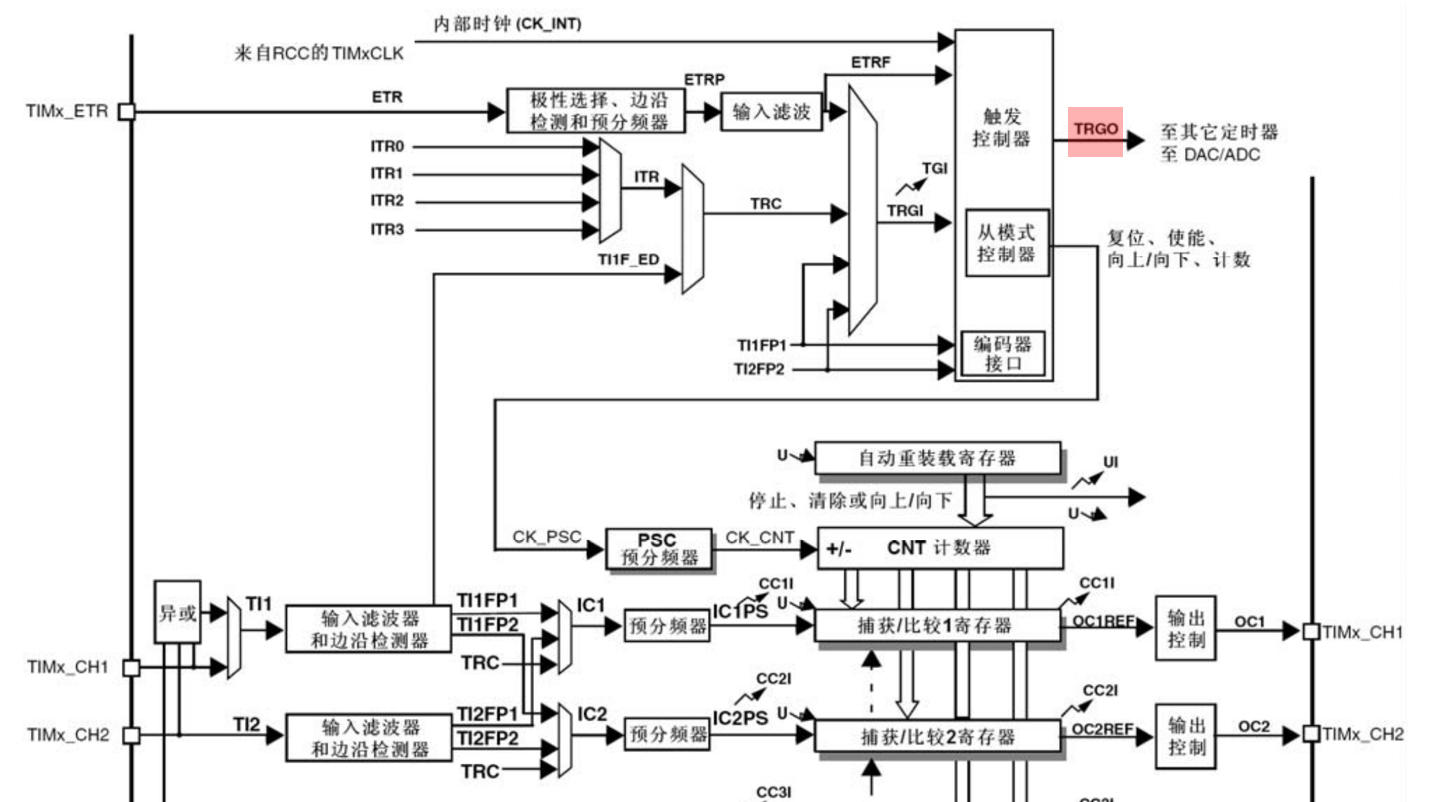 内部时钟 (CK_INT)
来自RCC的TIMxCLK
ETRF
ETRP
TIMx_ETR
ETR
极性选择、边沿
检测和预分频器
输入滤波
触发
控制器
TRGO
至其它定时器
至 DAC/ADC
ITR0
ITR1
ITR2
ITR3
ITR
TRC
TGI
TRGI
TI1F_ED
从模式
控制器
复位、使能、
向上/向下、计数
TI1FP1
TI2FP2
编码器
接口
U
自动重装载寄存器
UI
停止、清除或向上/向下
U
CK_PSC
PSC
预分频器
CK_CNT
+/-
CNT 计数器
异或
TI1
输入滤波器
和边沿检测器
TI1FP1
TI1FP2
TRC
IC1
预分频器
CC1I
IC1PS
U
捕获/比较1寄存器
CC1I
OC1REF
输出
控制
OC1
TIMx_CH1
TIMx_CH1
TIMx_CH2
TI2
输入滤波器
和边沿检测器
TI2FP1
TI2FP2
TRC
IC2
预分频器
CC2I
IC2PS
U
捕获/比较2寄存器
CC2I
OC2REF
输出
控制
OC2
TIMx_CH2
CC3I